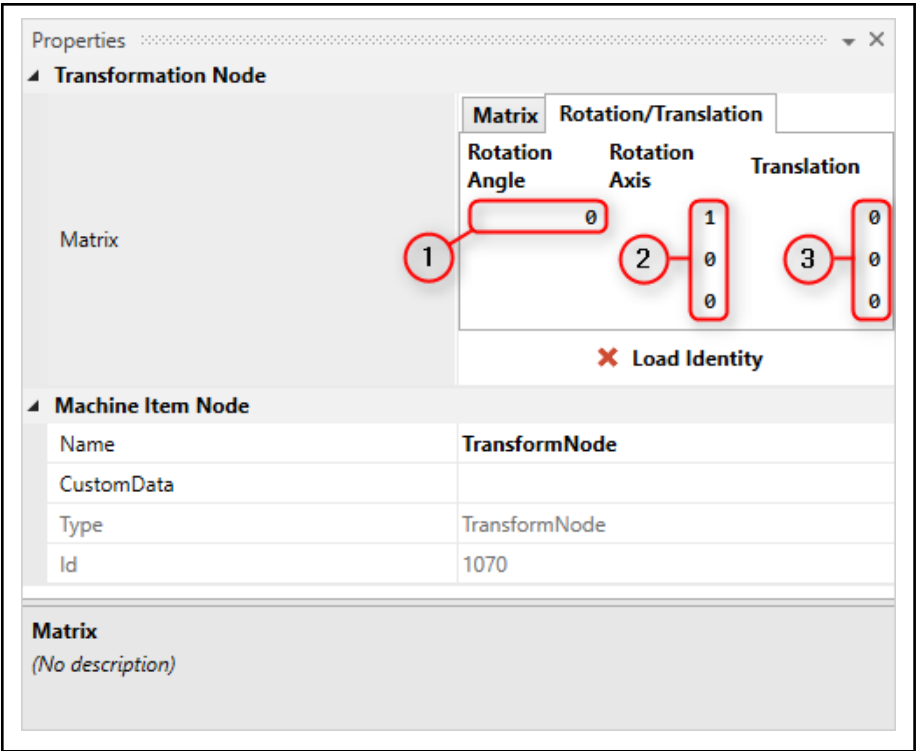 Properties
Transformation Node
Matrix Rotation/Translation
Rotation Rotation
Angle Axis Translation
0 1 0
Matrix 1 2 0 3 0
0 0
Load Identity
Machine Item Node
Name TransformNode
CustomData
Type TransformNode
Id 1070
Matrix
(No description)